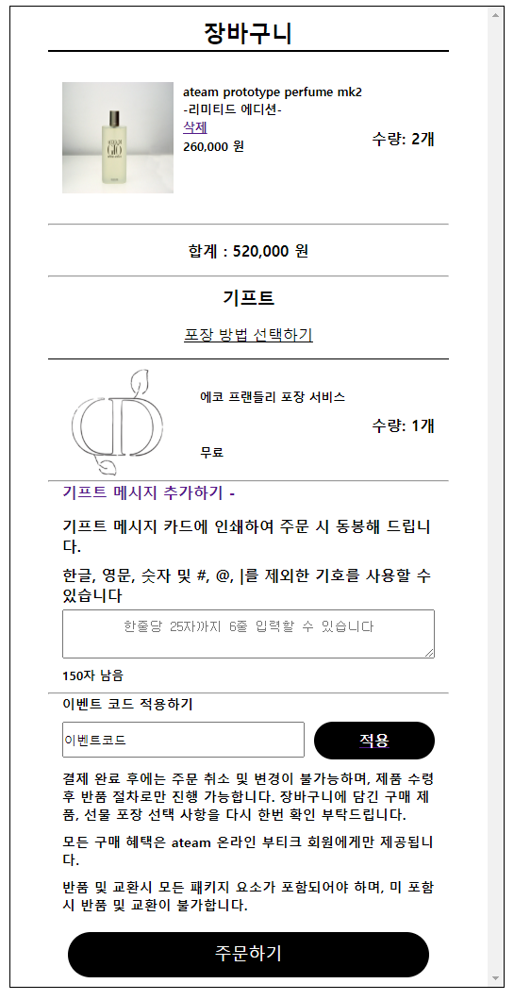 장바구니
ateam prototype perfume mk2
-리미티드 에디션-
삭제
260,000 원
수량: 2개
GIO
합계 : 520,000 원
기프트
포장 방법 선택하기
에코 프랜들리 포장 서비스
수량: 1개
무료
기프트 메시지 추가하기 -
기프트 메시지 카드에 인쇄하여 주문 시 동봉해 드립니
다.
한글, 영문, 숫자 및 #, @, |를 제외한 기호를 사용할 수
있습니다
한줄당 25자까지 6줄 입력할 수 있습니다
150자 남음
이벤트 코드 적용하기
이벤트코드
적용
결제 완료 후에는 주문 취소 및 변경이 불가능하며, 제품 수령
후 반품 절차로만 진행 가능합니다. 장바구니에 담긴 구매 제
품, 선물 포장 선택 사항을 다시 한번 확인 부탁드립니다.
모든 구매 혜택은 ateam 온라인 부티크 회원에게만 제공됩니
다.
반품 및 교환시 모든 패키지 요소가 포함되어야 하며, 미 포함
시 반품 및 교환이 불가합니다.
주문하기